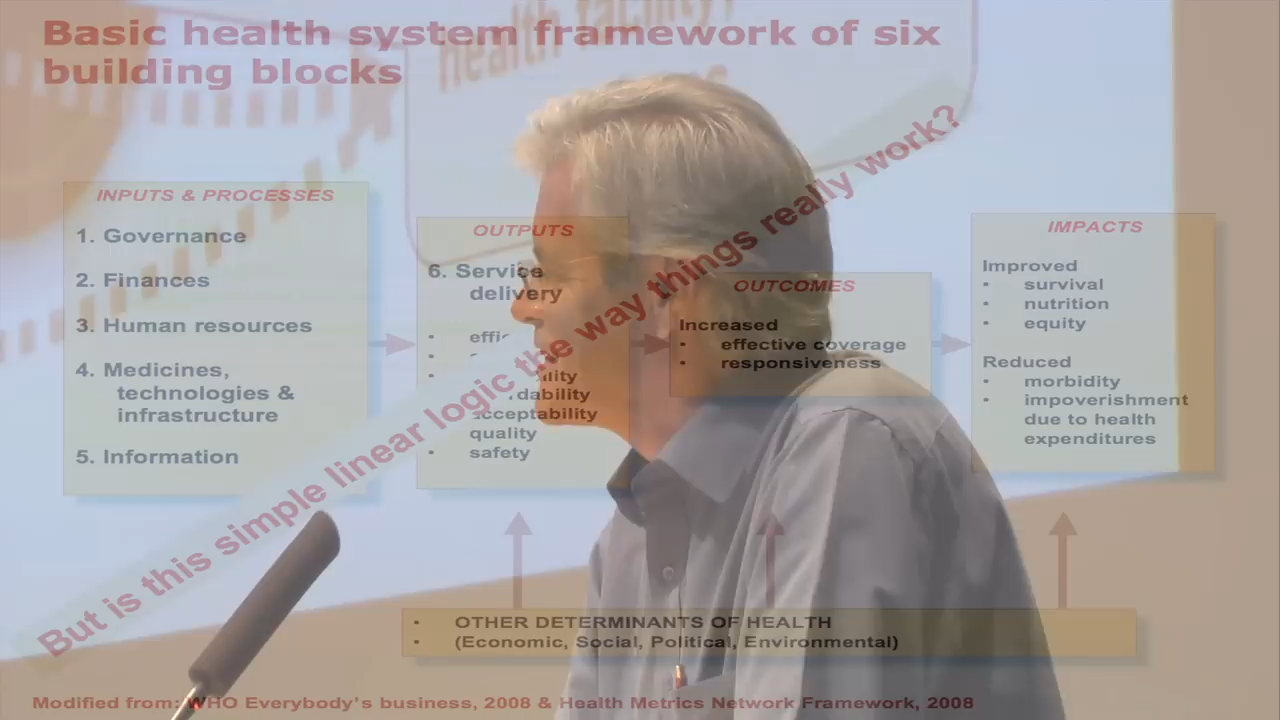 Basic health system framework of six
building blocks
health facility?
But is this simple linear logic the way things really work?
INPUTS & PROCESSES
1. Governance
2. Finances
3. Human resources
4. Medicines,
technologies &
infrastructure
5. Information
OUTPUTS
6. Service
delivery
acceptability
quality
• safety
OUTCOMES
Increased
• effective coverage
• responsiveness
IMPACTS
Improved
• survival
• nutrition
• equity
Reduced
• morbidity
• impoverishment
due to health
expenditures
• OTHER DETERMINANTS OF HEALTH
• (Economic, Social, Political, Environmental)
Modified from: WHO Everybody's business, 2008 & Health Metrics Network Framework, 2008